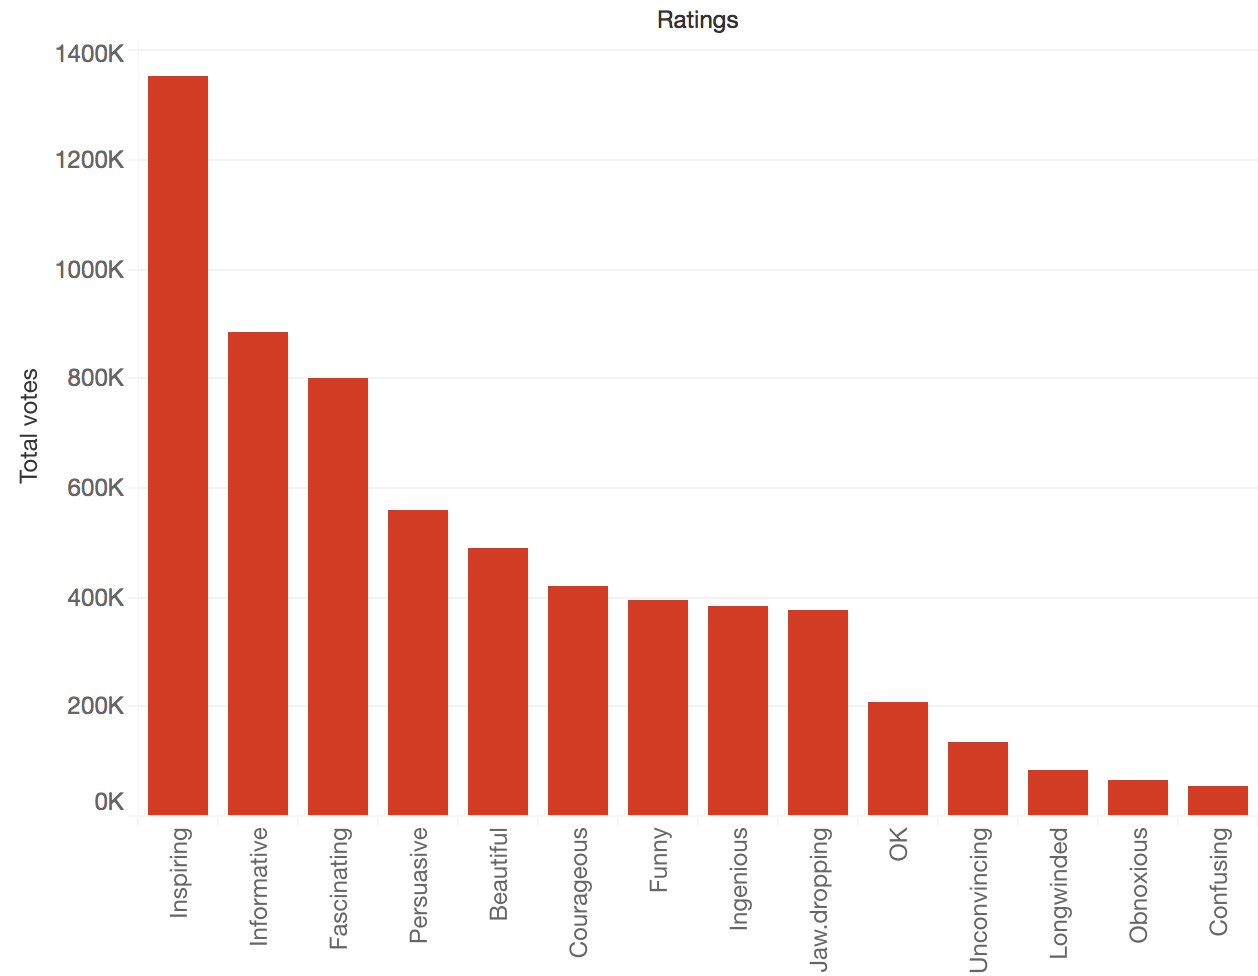 Ratings
1400K
1200K
1000K
800K
600K
400K
200K
0K
Total votes
Inspiring
Informative
Fascinating
Persuasive
Beautiful
Courageous
Funny
Ingenious
Jaw.dropping
OK
Unconvincing
Longwinded
Obnoxious
Confusing